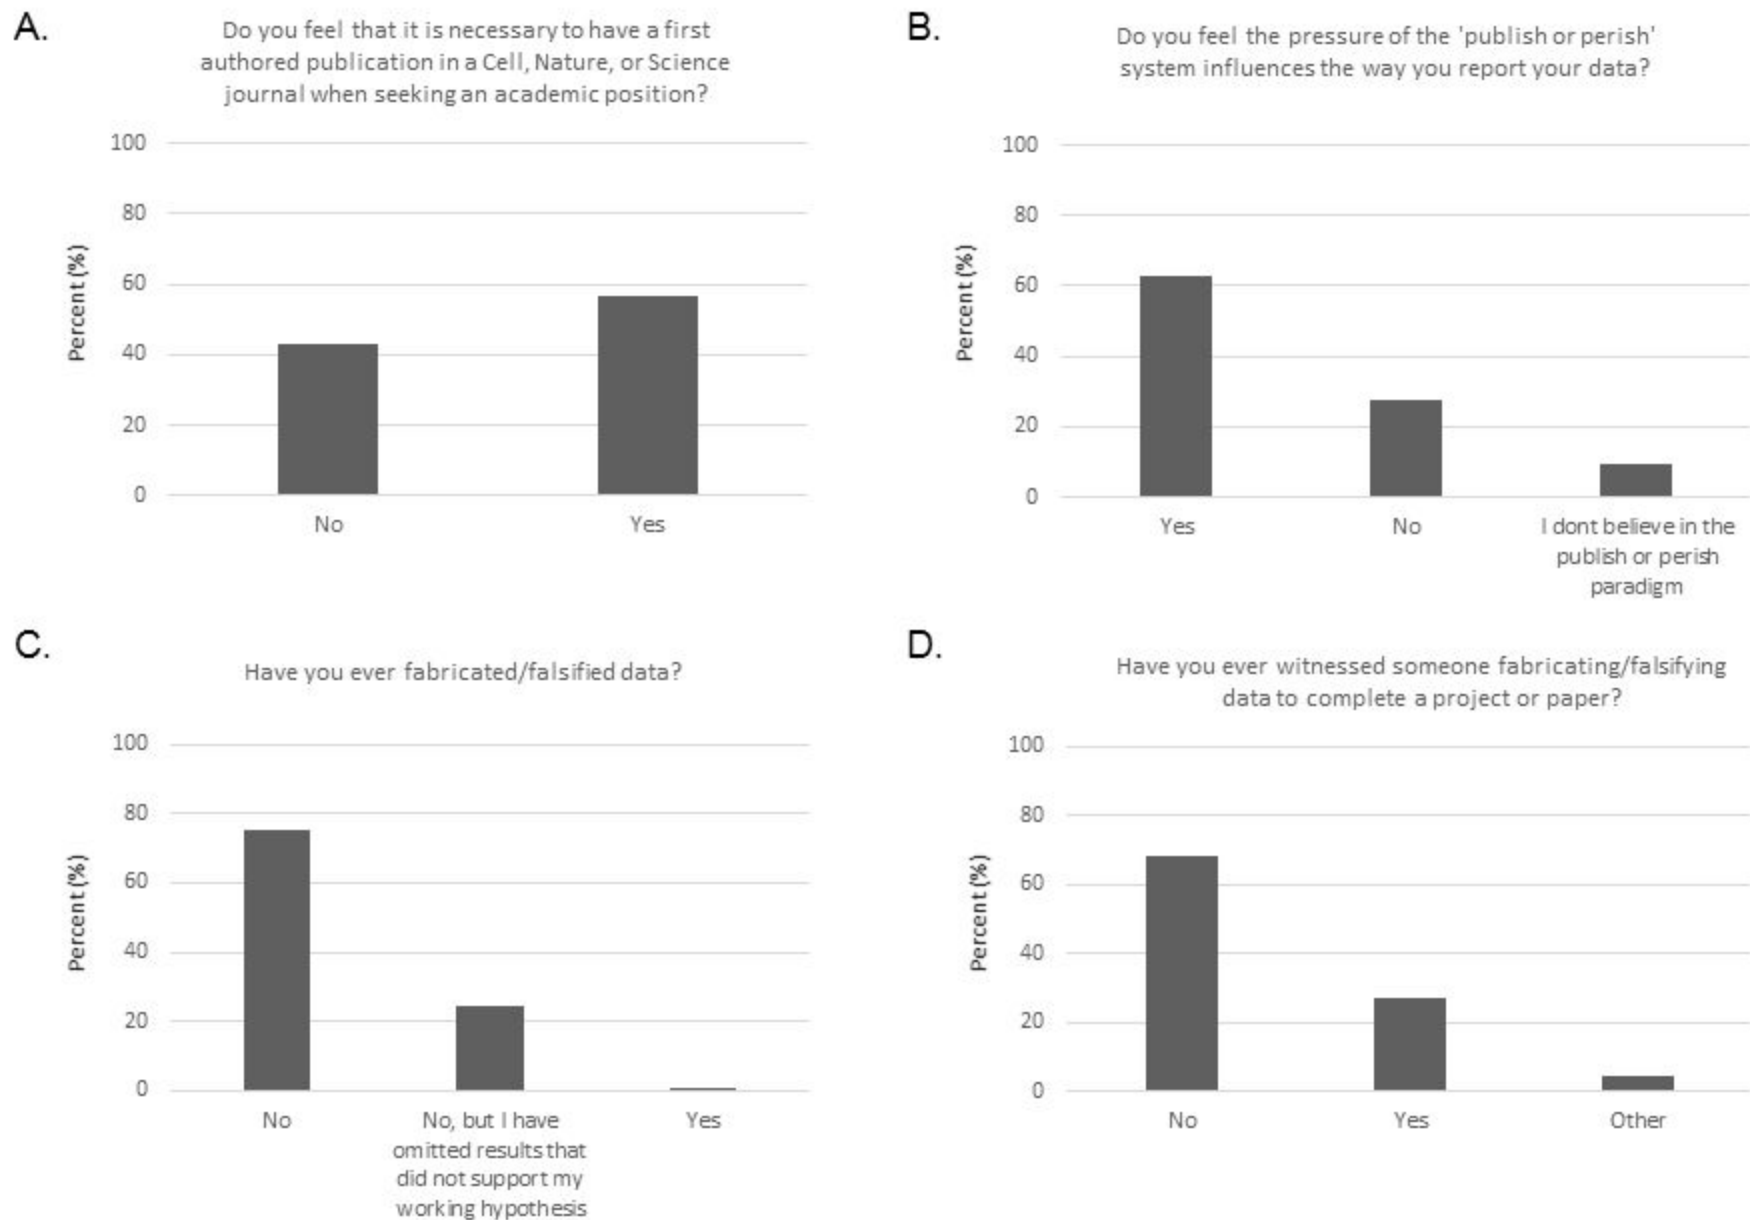 A.
Do you feel that it is necessary to have a first
authored publication in a Cell, Nature, or Science
journal when seeking an academic position?
100
80
60
40
20
0
Percent (%)
No
Yes
B.
Do you feel the pressure of the 'publish or perish'
system influences the way you report your data?
100
80
60
40
20
0
Percent (%)
Yes
No
I dont believe in the
publish or perish
paradigm
C.
Have you ever fabricated/falsified data?
100
80
60
40
20
0
Percent (%)
No
No, but I have
omitted results that
did not support my
working hypothesis
Yes
D.
Have you ever witnessed someone fabricating/falsifying
data to complete a project or paper?
100
80
60
40
20
0
Percent (%)
No
Yes
Other